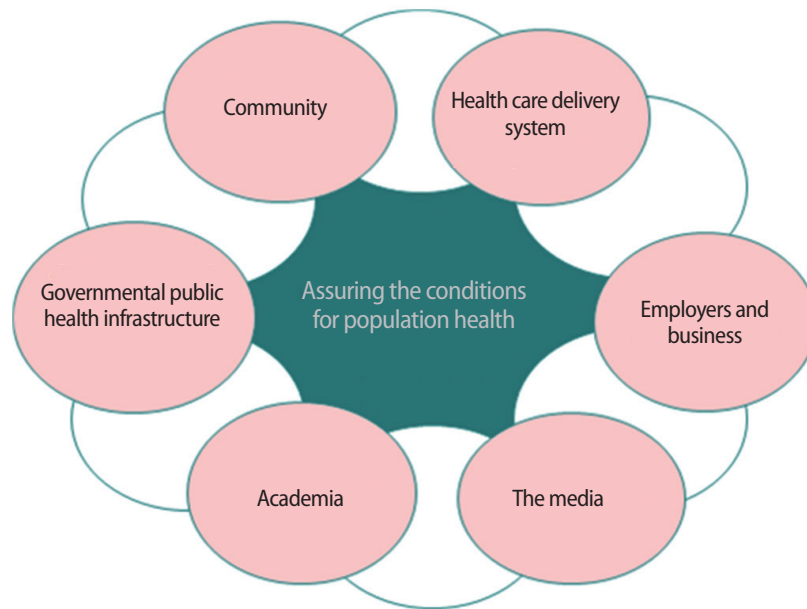 Community
Health care delivery
system
Governmental public
health infrastructure
Assuring the conditions
for population health
Employers and
business
Academia
The media